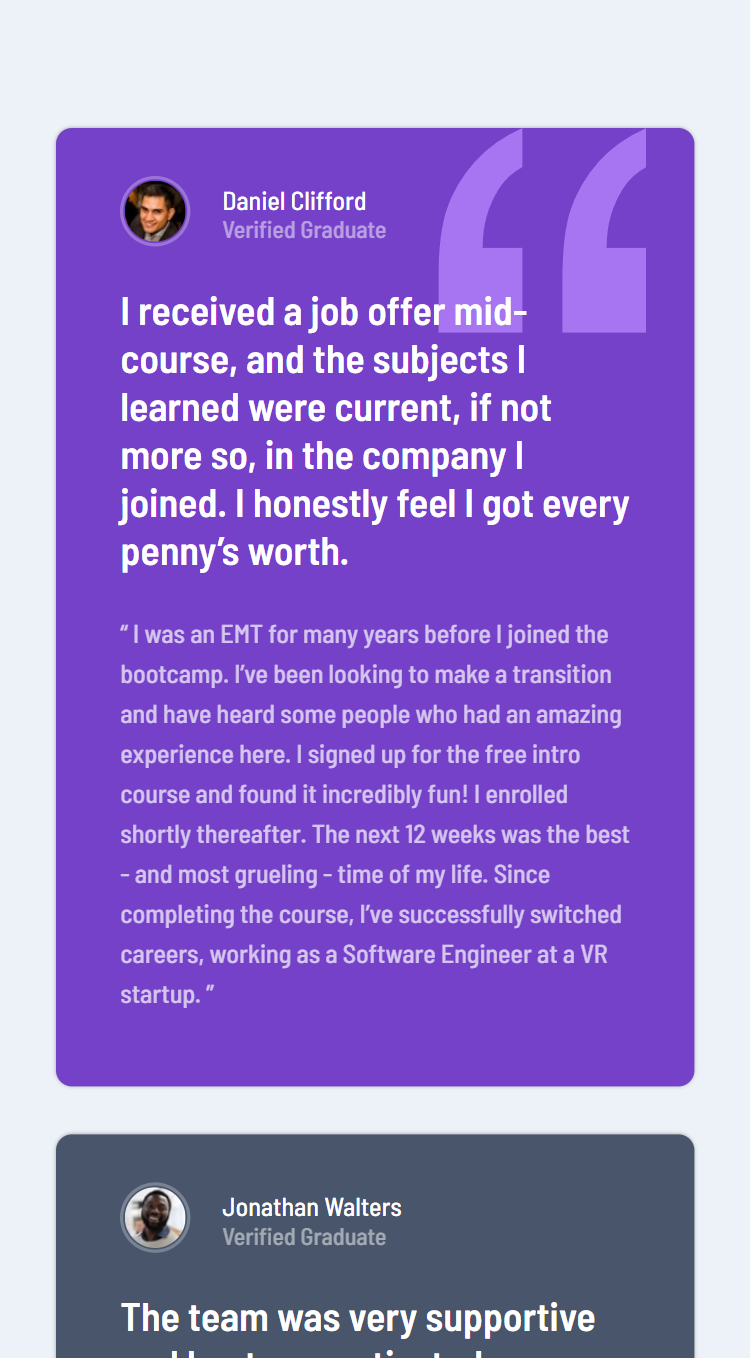 Daniel Clifford
Verified Graduate
I received a job offer mid-
course, and the subjects I
learned were current, if not
more so, in the company I
joined. I honestly feel I got every
penny’s worth.
“ I was an EMT for many years before I joined the
bootcamp. I’ve been looking to make a transition
and have heard some people who had an amazing
experience here. I signed up for the free intro
course and found it incredibly fun! I enrolled
shortly thereafter. The next 12 weeks was the best
– and most grueling – time of my life. Since
completing the course, I’ve successfully switched
careers, working as a Software Engineer at a VR
startup. ”
Jonathan Walters
Verified Graduate
The team was very supportive